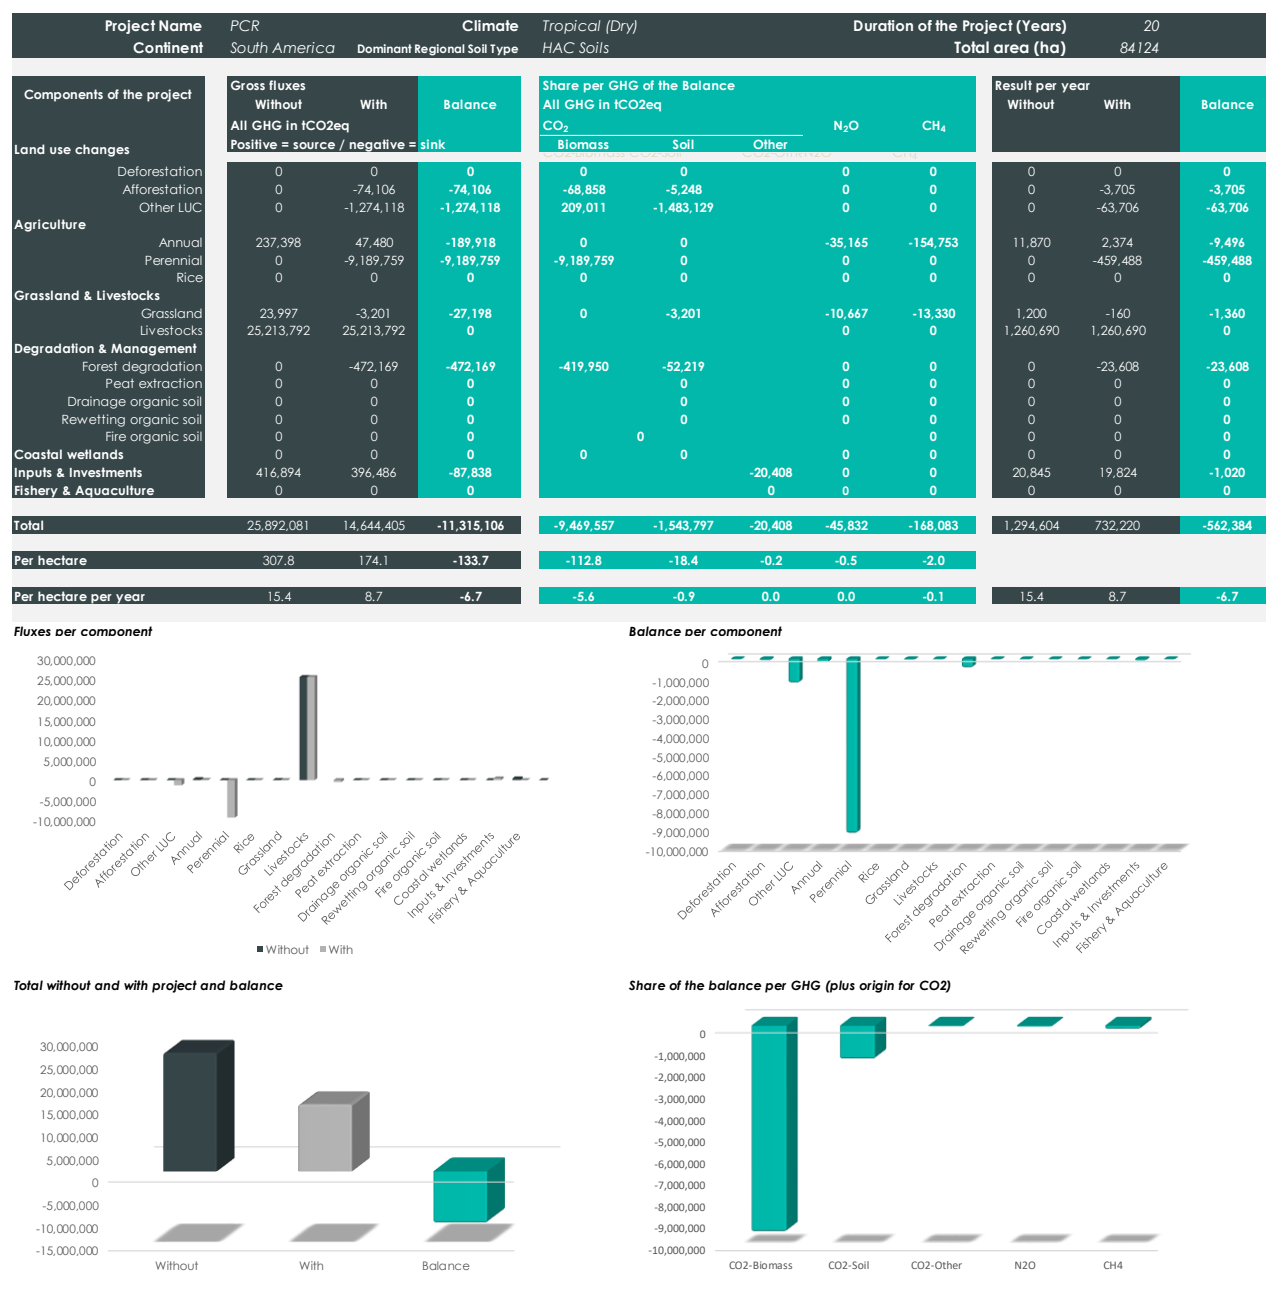 Project Name PCR Climate Tropical (Dry) Duration of the Project (Years) 20
Continent South America Dominant Regional Soil Type HAC Soils Total area (ha) 84124
Components of the project Gross fluxes Share per GHG of the Balance Result per year
Without With Balance All GHG in tCO2eq Without With Balance
All GHG in tCO2eq CO2 N2O CH4
Positive = source / negative = sink Biomass Soil Other
Land use changes CO2-Biomass CO2-Soil CO2-Other N2O CH4
Deforestation 0 0 0 0 0 0 0 0 0 0
Afforestation 0 -74,106 -74,106 -68,858 -5,248 0 0 0 -3,705 -3,705
Other LUC 0 -1,274,118 -1,274,118 209,011 -1,483,129 0 0 0 -63,706 -63,706
Agriculture
Annual 237,398 47,480 -189,918 0 0 -35,165 -154,753 11,870 2,374 -9,496
Perennial 0 -9,189,759 -9,189,759 -9,189,759 0 0 0 0 -459,488 -459,488
Rice 0 0 0 0 0 0 0 0 0 0
Grassland & Livestocks
Grassland 23,997 -3,201 -27,198 0 -3,201 -10,667 -13,330 1,200 -160 -1,360
Livestocks 25,213,792 25,213,792 0 0 0 1,260,690 1,260,690 0
Degradation & Management
Forest degradation 0 -472,169 -472,169 -419,950 -52,219 0 0 0 -23,608 -23,608
Peat extraction 0 0 0 0 0 0 0 0 0
Drainage organic soil 0 0 0 0 0 0 0 0 0
Rewetting organic soil 0 0 0 0 0 0 0 0 0
Fire organic soil 0 0 0 0 0 0 0 0
Coastal wetlands 0 0 0 0 0 0 0 0 0 0
Inputs & Investments 416,894 396,486 -87,838 -20,408 0 0 20,845 19,824 -1,020
Fishery & Aquaculture 0 0 0 0 0 0 0 0 0
Total 25,892,081 14,644,405 -11,315,106 -9,469,557 -1,543,797 -20,408 -45,832 -168,083 1,294,604 732,220 -562,384
Per hectare 307.8 174.1 -133.7 -112.8 -18.4 -0.2 -0.5 -2.0
Per hectare per year 15.4 8.7 -6.7 -5.6 -0.9 0.0 0.0 -0.1 15.4 8.7 -6.7
Fluxes per component
30,000,000
25,000,000
20,000,000
15,000,000
10,000,000
5,000,000
0
-5,000,000
-10,000,000
Deforestation
Afforestation
Other LUC
Annual
Perennial
Rice
Grassland
Livestocks
Forest degradation
Peat extraction
Drainage organic soil
Rewetting organic soil
Fire organic soil
Coastal wetlands
Inputs & Investments
Fishery & Aquaculture
Without With
Balance per component
0
-1,000,000
-2,000,000
-3,000,000
-4,000,000
-5,000,000
-6,000,000
-7,000,000
-8,000,000
-9,000,000
-10,000,000
Deforestation
Afforestation
Other LUC
Annual
Perennial
Rice
Grassland
Livestocks
Forest degradation
Peat extraction
Drainage organic soil
Rewetting organic soil
Fire organic soil
Coastal wetlands
Inputs & Investments
Fishery & Aquaculture
Total without and with project and balance
30,000,000
25,000,000
20,000,000
15,000,000
10,000,000
5,000,000
0
-5,000,000
-10,000,000
-15,000,000
Without With Balance
Share of the balance per GHG (plus origin for CO2)
0
-1,000,000
-2,000,000
-3,000,000
-4,000,000
-5,000,000
-6,000,000
-7,000,000
-8,000,000
-9,000,000
-10,000,000
CO2-Biomass CO2-Soil CO2-Other N2O CH4